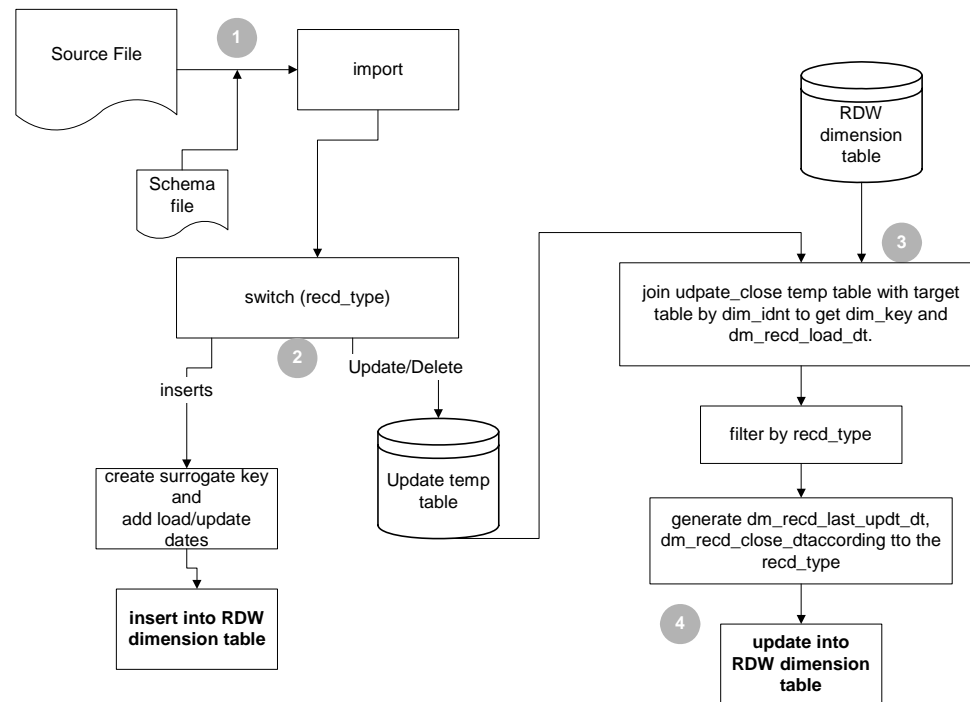 Source File
1
import
Schema
file
RDW
dimension
table
3
switch (recd_type)
2
inserts
Update/Delete
create surrogate key
and
add load/update
dates
insert into RDW
dimension table
Update temp
table
join udpate_close temp table with target
table by dim_idnt to get dim_key and
dm_recd_load_dt.
filter by recd_type
generate dm_recd_last_updt_dt,
dm_recd_close_dtaccording tto the
recd_type
4
update into
RDW dimension
table